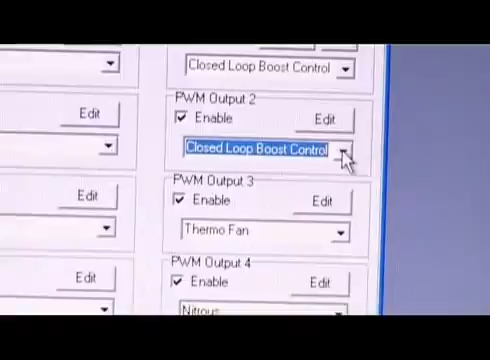 Closed Loop Boost Control
PWM Output 2
Edit
Enable
Edit
Closed Loop Boost Control
PWM Output 3
Edit
Enable
Edit
Thermo Fan
PWM Output 4
Edit
Enable
Edit
Nitrous